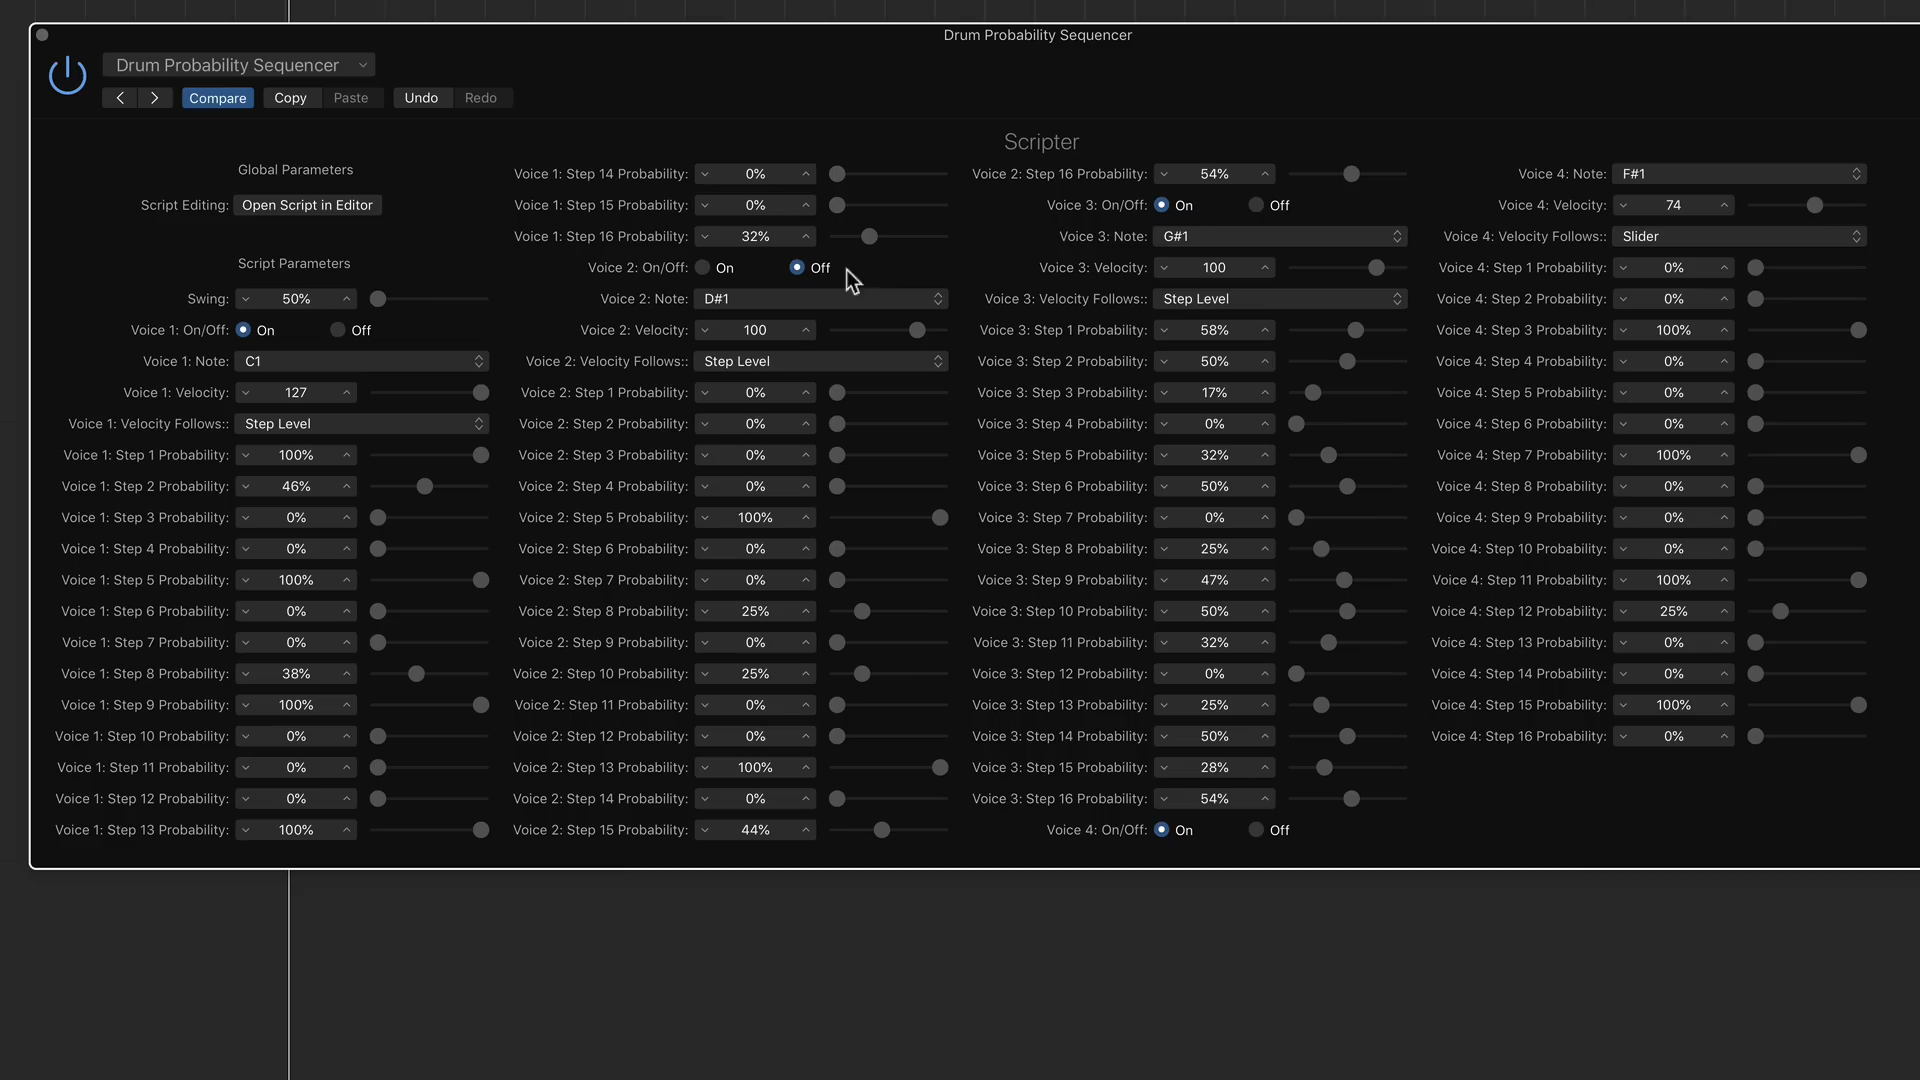 Drum Probability Sequencer
Drum Probability Sequencer
Compare Copy Paste Undo Redo
Scripter
Global Parameters
Script Editing: Open Script in Editor
Script Parameters
Swing: 50%
Voice 1: On/Off: On Off
Voice 1: Note: C1
Voice 1: Velocity: 127
Voice 1: Velocity Follows:: Step Level
Voice 1: Step 1 Probability: 100%
Voice 1: Step 2 Probability: 46%
Voice 1: Step 3 Probability: 0%
Voice 1: Step 4 Probability: 0%
Voice 1: Step 5 Probability: 100%
Voice 1: Step 6 Probability: 0%
Voice 1: Step 7 Probability: 0%
Voice 1: Step 8 Probability: 38%
Voice 1: Step 9 Probability: 100%
Voice 1: Step 10 Probability: 0%
Voice 1: Step 11 Probability: 0%
Voice 1: Step 12 Probability: 0%
Voice 1: Step 13 Probability: 100%
Voice 1: Step 14 Probability: 0%
Voice 1: Step 15 Probability: 0%
Voice 1: Step 16 Probability: 32%
Voice 2: On/Off: On Off
Voice 2: Note: D#1
Voice 2: Velocity: 100
Voice 2: Velocity Follows:: Step Level
Voice 2: Step 1 Probability: 0%
Voice 2: Step 2 Probability: 0%
Voice 2: Step 3 Probability: 0%
Voice 2: Step 4 Probability: 0%
Voice 2: Step 5 Probability: 100%
Voice 2: Step 6 Probability: 0%
Voice 2: Step 7 Probability: 0%
Voice 2: Step 8 Probability: 25%
Voice 2: Step 9 Probability: 0%
Voice 2: Step 10 Probability: 25%
Voice 2: Step 11 Probability: 0%
Voice 2: Step 12 Probability: 0%
Voice 2: Step 13 Probability: 100%
Voice 2: Step 14 Probability: 0%
Voice 2: Step 15 Probability: 44%
Voice 2: Step 16 Probability: 54%
Voice 3: On/Off: On Off
Voice 3: Note: G#1
Voice 3: Velocity: 100
Voice 3: Velocity Follows:: Step Level
Voice 3: Step 1 Probability: 58%
Voice 3: Step 2 Probability: 50%
Voice 3: Step 3 Probability: 17%
Voice 3: Step 4 Probability: 0%
Voice 3: Step 5 Probability: 32%
Voice 3: Step 6 Probability: 50%
Voice 3: Step 7 Probability: 0%
Voice 3: Step 8 Probability: 25%
Voice 3: Step 9 Probability: 47%
Voice 3: Step 10 Probability: 50%
Voice 3: Step 11 Probability: 32%
Voice 3: Step 12 Probability: 0%
Voice 3: Step 13 Probability: 25%
Voice 3: Step 14 Probability: 50%
Voice 3: Step 15 Probability: 28%
Voice 3: Step 16 Probability: 54%
Voice 4: On/Off: On Off
Voice 4: Note: F#1
Voice 4: Velocity: 74
Voice 4: Velocity Follows:: Slider
Voice 4: Step 1 Probability: 0%
Voice 4: Step 2 Probability: 0%
Voice 4: Step 3 Probability: 100%
Voice 4: Step 4 Probability: 0%
Voice 4: Step 5 Probability: 0%
Voice 4: Step 6 Probability: 0%
Voice 4: Step 7 Probability: 100%
Voice 4: Step 8 Probability: 0%
Voice 4: Step 9 Probability: 0%
Voice 4: Step 10 Probability: 0%
Voice 4: Step 11 Probability: 100%
Voice 4: Step 12 Probability: 25%
Voice 4: Step 13 Probability: 0%
Voice 4: Step 14 Probability: 0%
Voice 4: Step 15 Probability: 100%
Voice 4: Step 16 Probability: 0%